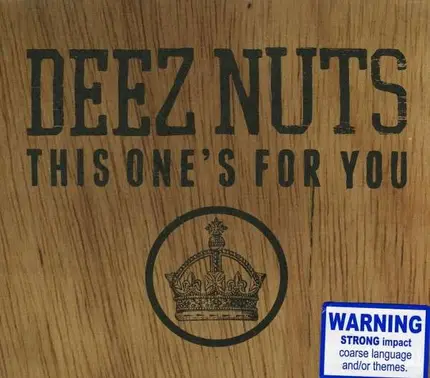 DEEZ NUTS
THIS ONE'S FOR YOU
WARNING
STRONG impact
coarse language
and/or themes.